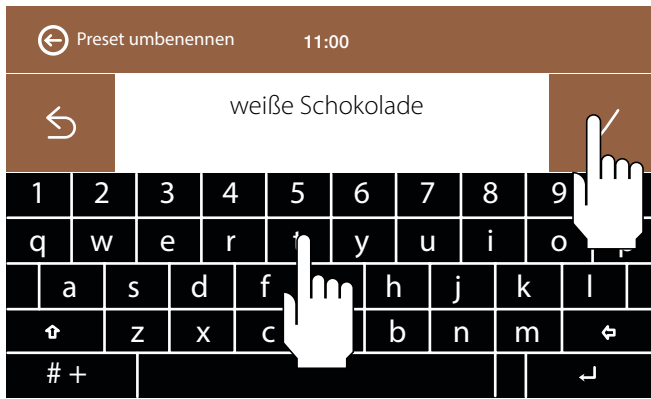 Preset umbenennen 11:00
weiße Schokolade
1 2 3 4 5 6 7 8 9
q w e r t y u i o p
a s d f h j k l
z x c b n m
# +